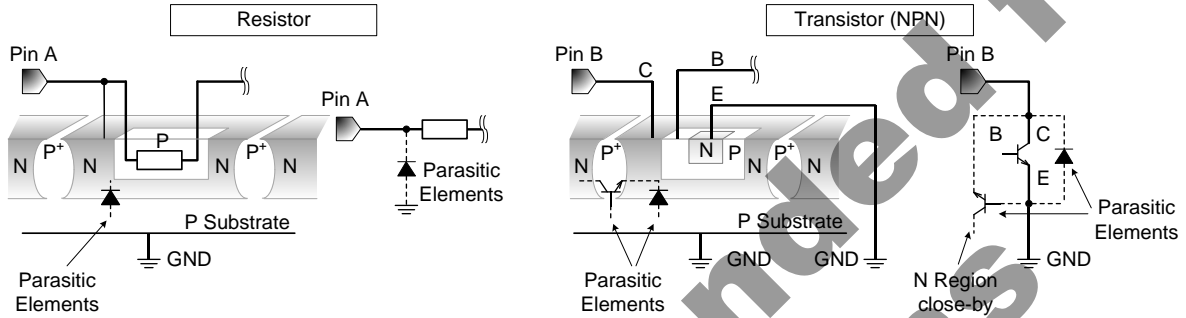 Resistor
Transistor (NPN)
Pin A
Pin B
C
B
E
Pin B
Pin A
N
P+
N
P
N
P+
N
Parasitic
Elements
N
P+
N
P
N
P+
N
B
C
E
P Substrate
GND
Parasitic
Elements
P Substrate
GND
GND
Parasitic
Elements
Parasitic
Elements
N Region
close-by